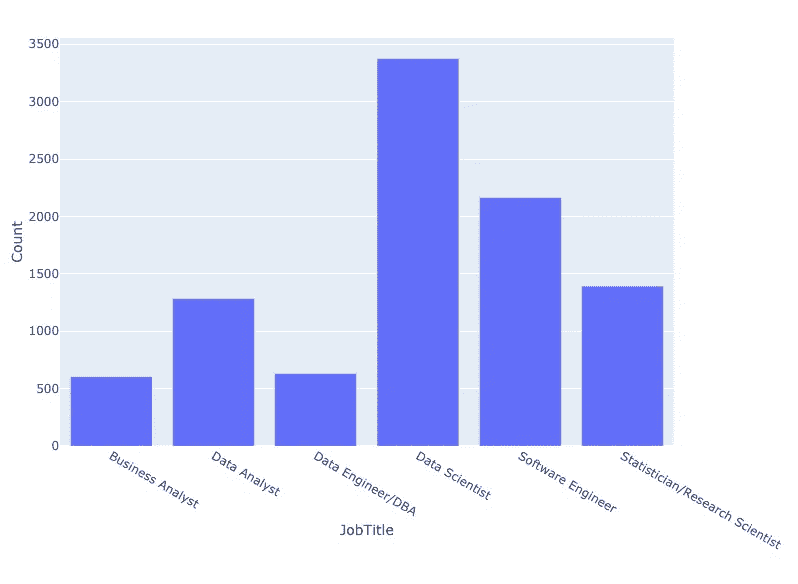 3500
3000
2500
2000
1500
1000
500
0
Count
Business Analyst
Data Analyst
Data Engineer/DBA
Data Scientist
Software Engineer
Statistician/Research Scientist
JobTitle